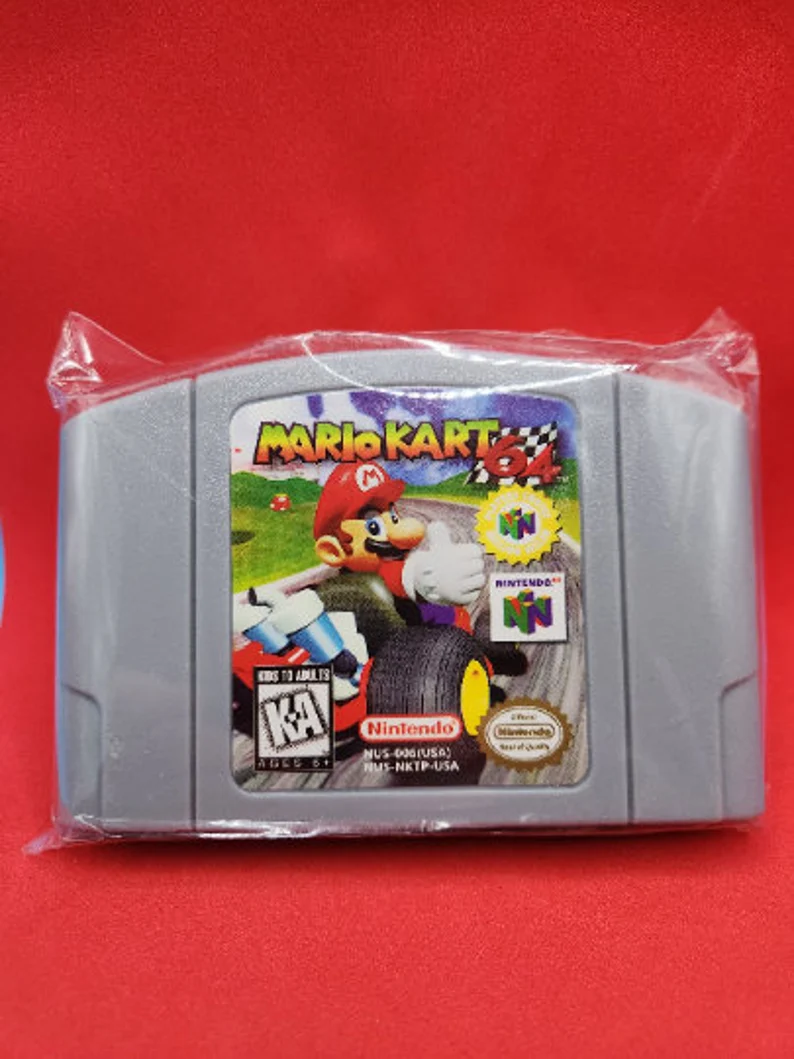 MARIO KART
64
M
NINTENDO 64
KIDS TO ADULTS
K-A
AGES 6+
Nintendo
NUS-006(USA)
NUS-NKTP-USA
Official
Nintendo
Seal of Quality